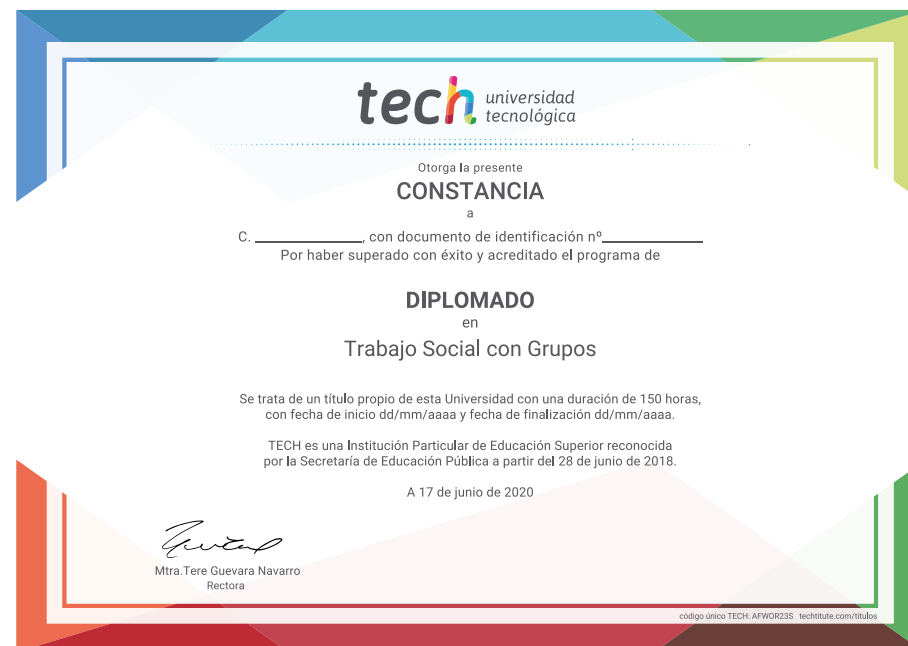 tech universidad
tecnológica
Otorga la presente
CONSTANCIA
a
C. ____________, con documento de identificación nº____________
Por haber superado con éxito y acreditado el programa de
DIPLOMADO
en
Trabajo Social con Grupos
Se trata de un título propio de esta Universidad con una duración de 150 horas,
con fecha de inicio dd/mm/aaaa y fecha de finalización dd/mm/aaaa.
TECH es una Institución Particular de Educación Superior reconocida
por la Secretaría de Educación Pública a partir del 28 de junio de 2018.
A 17 de junio de 2020
Mtra.Tere Guevara Navarro
Rectora
código único TECH: AFWOR23S techtitute.com/titulos